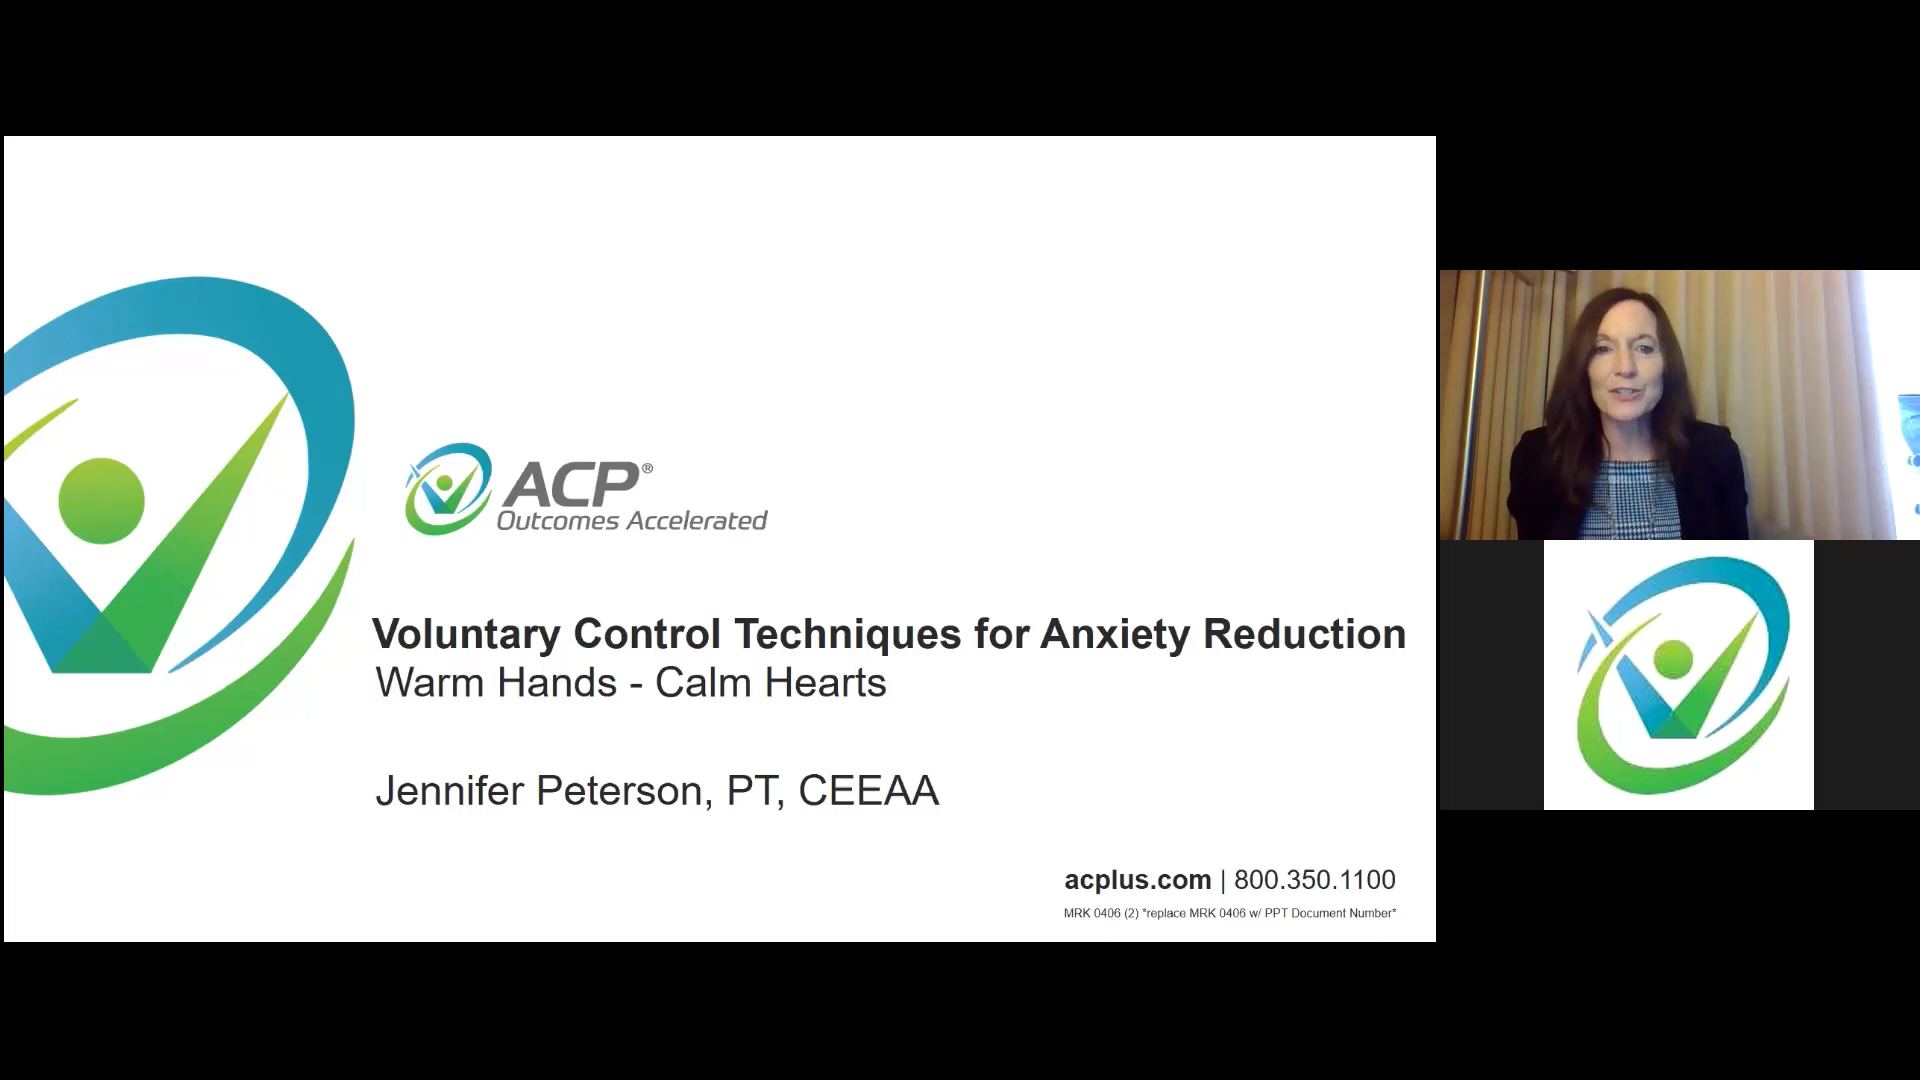 ACP®
Outcomes Accelerated
Voluntary Control Techniques for Anxiety Reduction
Warm Hands - Calm Hearts
Jennifer Peterson, PT, CEEAA
acplus.com | 800.350.1100
MRK 0406 (2) *replace MRK 0406 w/ PPT Document Number*